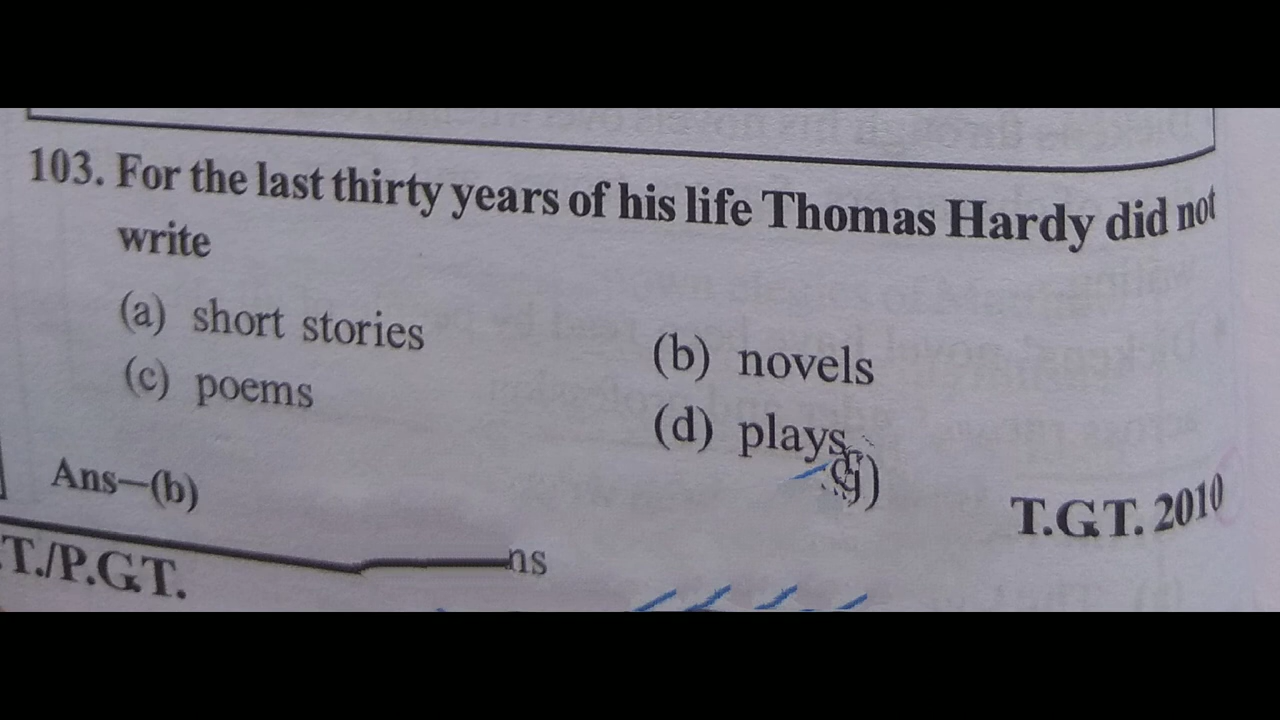 103. For the last thirty years of his life Thomas Hardy did not
write
(a) short stories
(b) novels
(c) poems
(d) plays
Ans–(b)
T.G.T. 2010
T./P.G.T.
ns